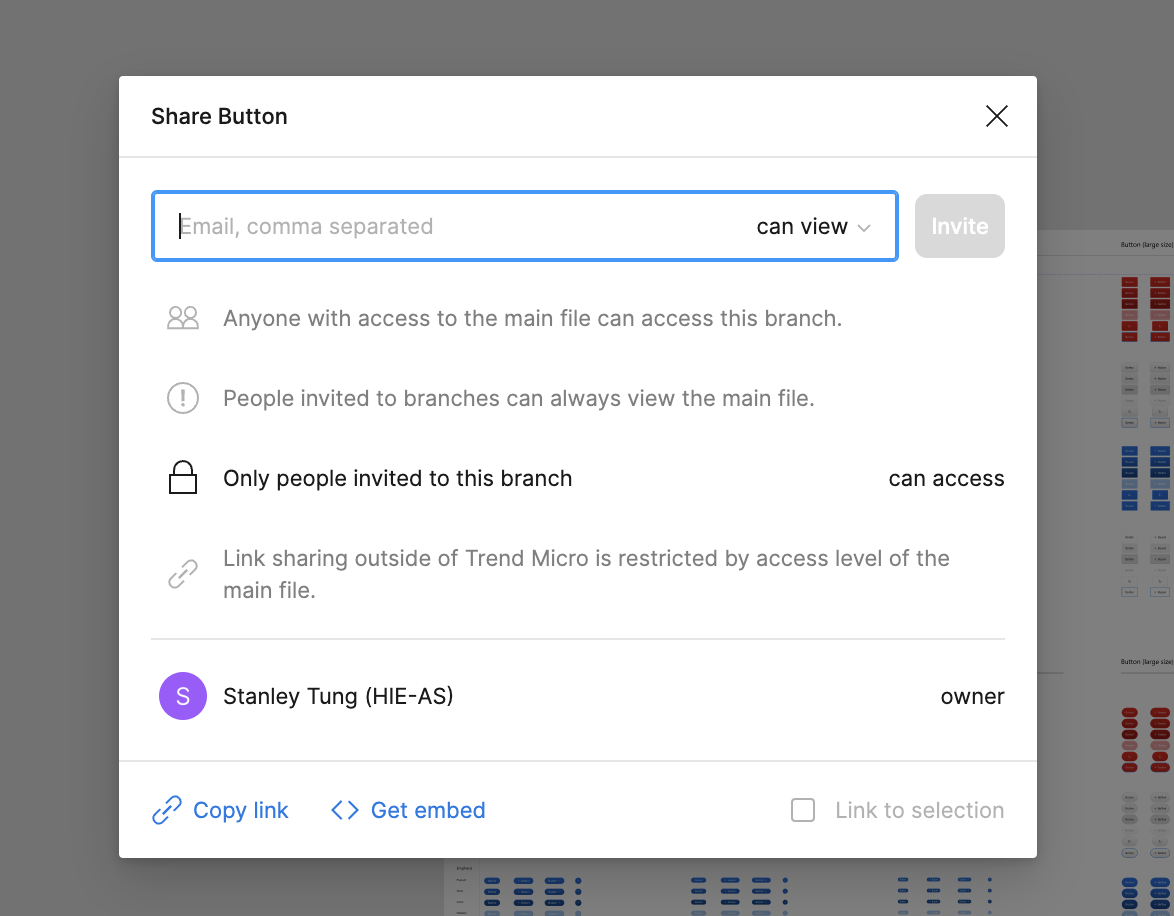 Share Button
Email, comma separated
can view
Invite
Anyone with access to the main file can access this branch.
People invited to branches can always view the main file.
Only people invited to this branch
can access
Link sharing outside of Trend Micro is restricted by access level of the
main file.
S
Stanley Tung (HIE-AS)
owner
Copy link
Get embed
Link to selection
Button (large size)
Button (large size)